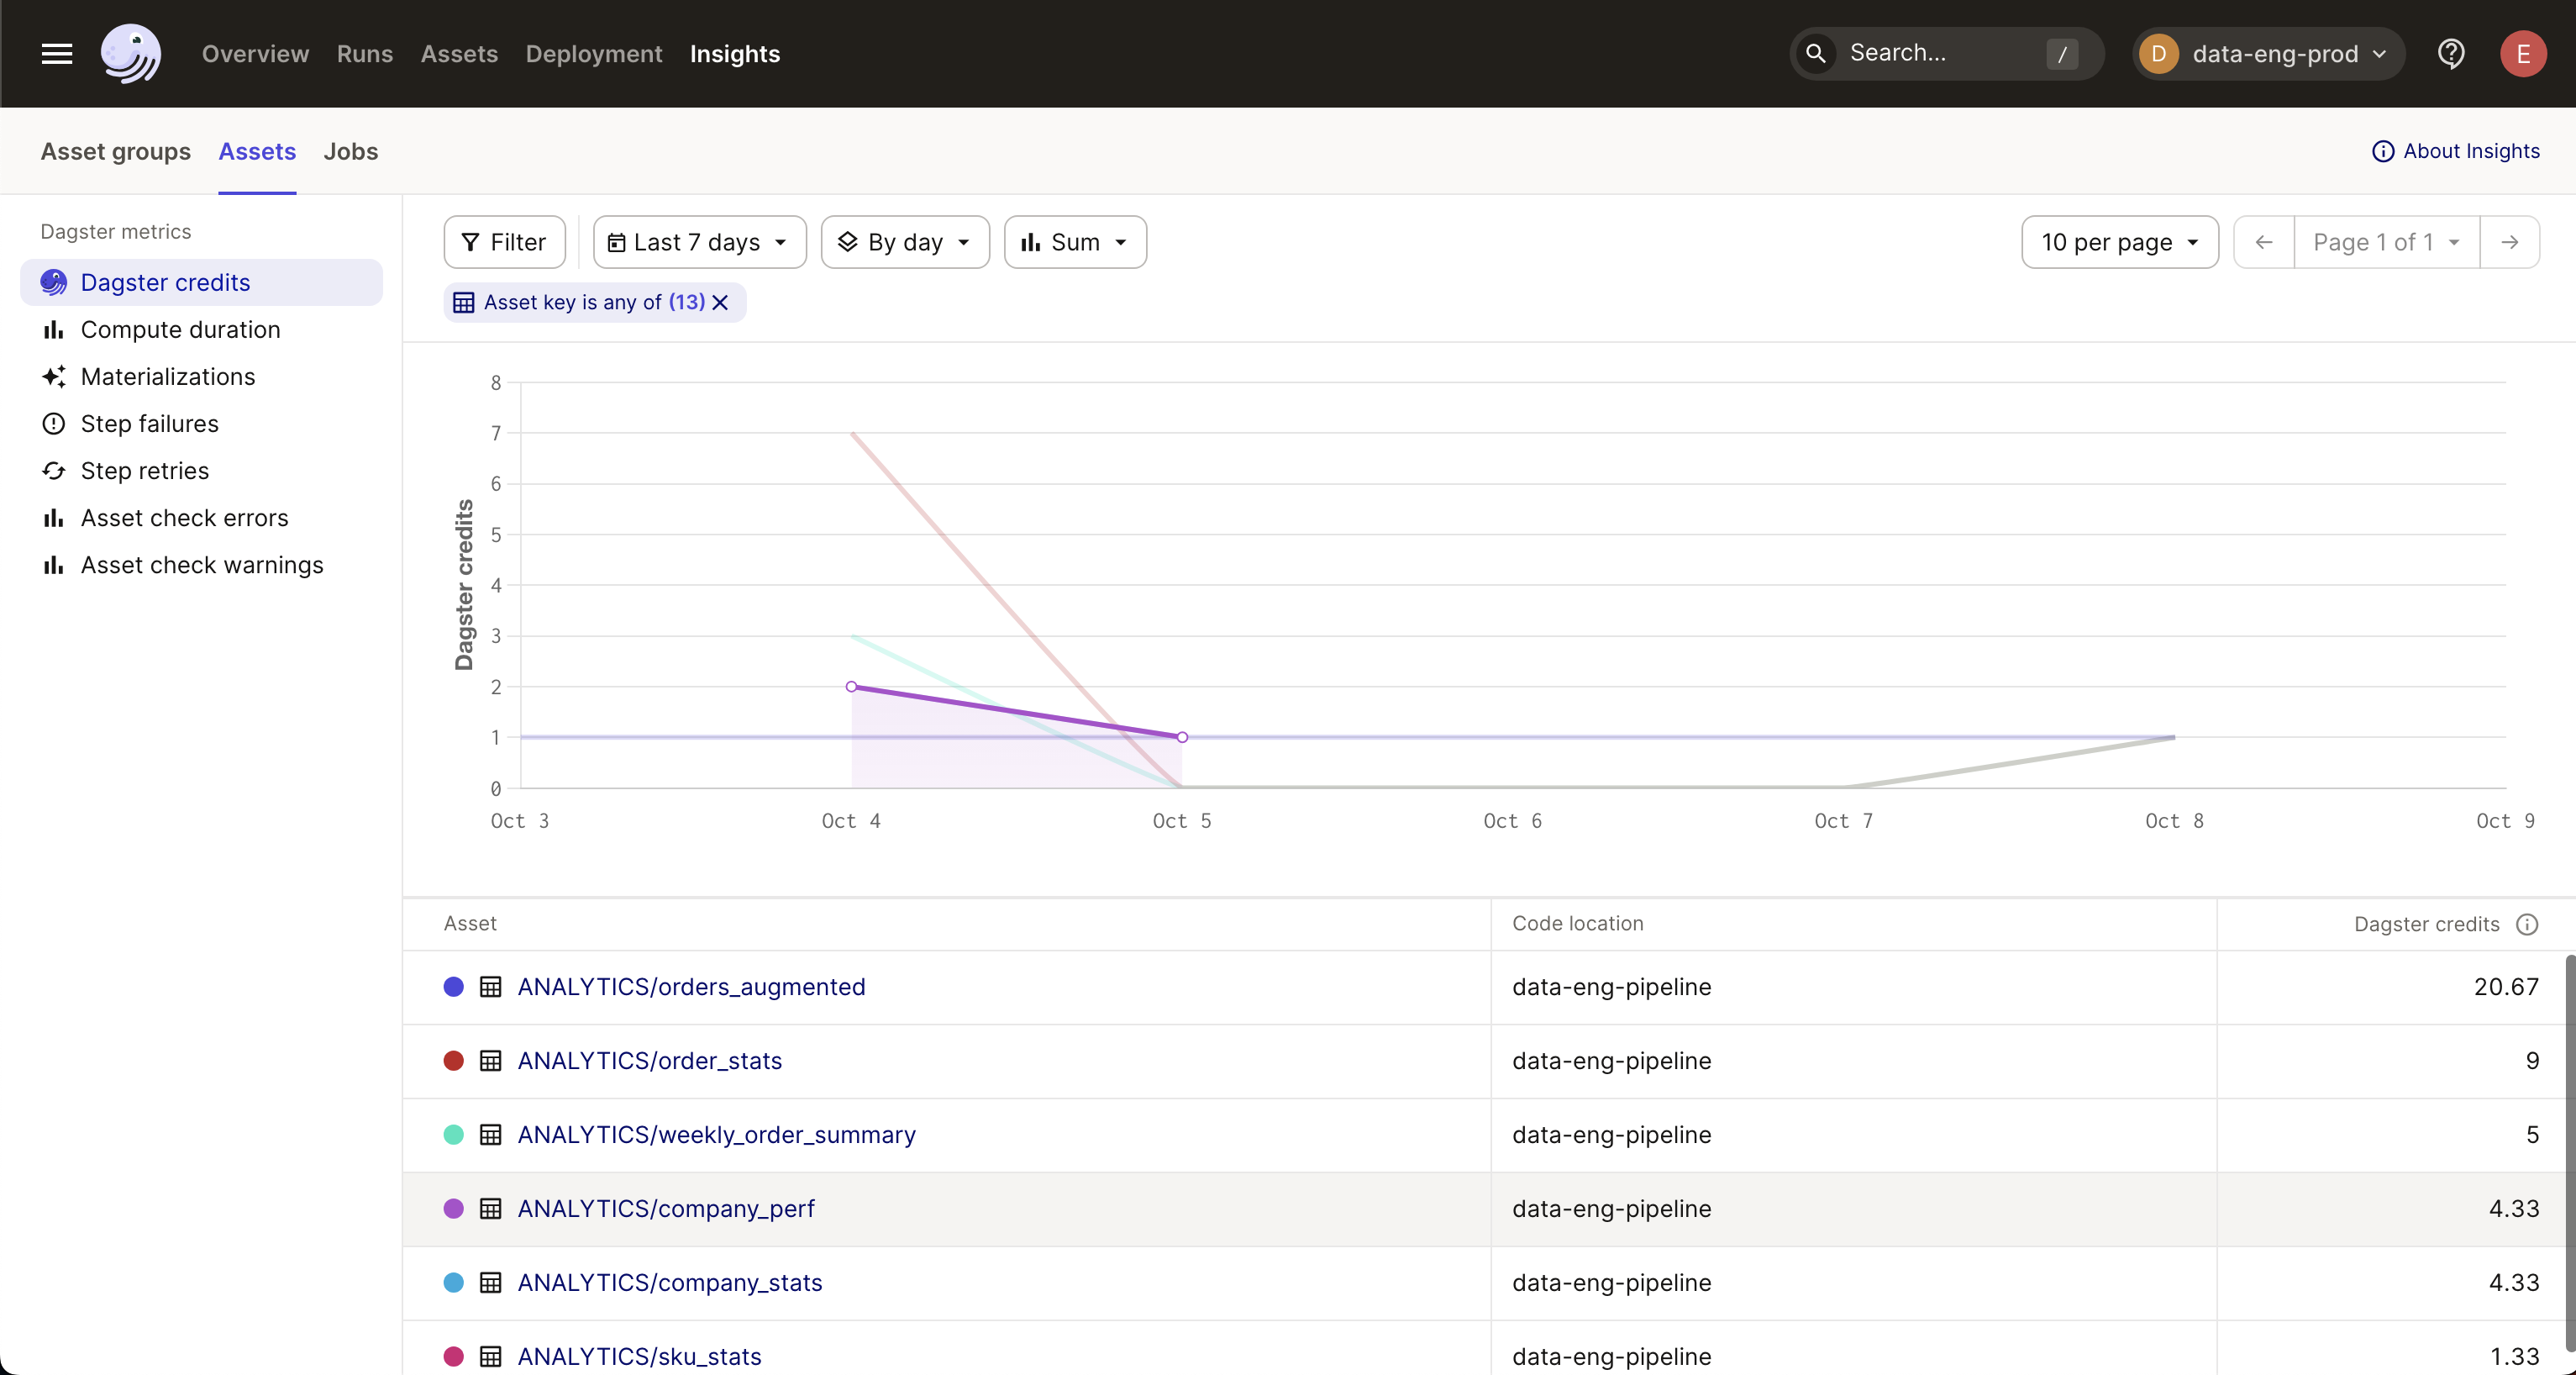 Overview Runs Assets Deployment Insights Search... / D data-eng-prod E
Asset groups Assets Jobs About Insights
Dagster metrics
Dagster credits
Compute duration
Materializations
Step failures
Step retries
Asset check errors
Asset check warnings
Filter Last 7 days By day Sum 10 per page Page 1 of 1
Asset key is any of (13)
Dagster credits
8
7
6
5
4
3
2
1
0
Oct 3 Oct 4 Oct 5 Oct 6 Oct 7 Oct 8 Oct 9
Asset Code location Dagster credits
ANALYTICS/orders_augmented data-eng-pipeline 20.67
ANALYTICS/order_stats data-eng-pipeline 9
ANALYTICS/weekly_order_summary data-eng-pipeline 5
ANALYTICS/company_perf data-eng-pipeline 4.33
ANALYTICS/company_stats data-eng-pipeline 4.33
ANALYTICS/sku_stats data-eng-pipeline 1.33